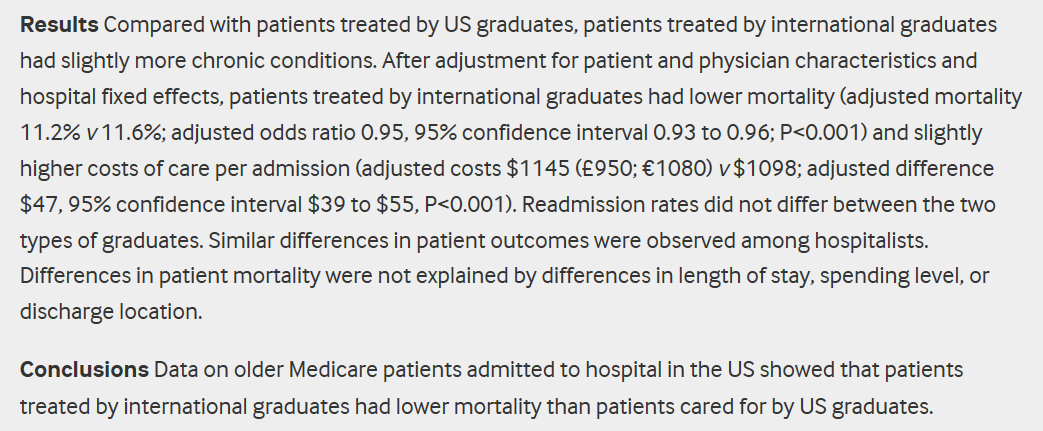 Results Compared with patients treated by US graduates, patients treated by international graduates
had slightly more chronic conditions. After adjustment for patient and physician characteristics and
hospital fixed effects, patients treated by international graduates had lower mortality (adjusted mortality
11.2% v 11.6%; adjusted odds ratio 0.95, 95% confidence interval 0.93 to 0.96; P<0.001) and slightly
higher costs of care per admission (adjusted costs $1145 (£950; €1080) v $1098; adjusted difference
$47, 95% confidence interval $39 to $55, P<0.001). Readmission rates did not differ between the two
types of graduates. Similar differences in patient outcomes were observed among hospitalists.
Differences in patient mortality were not explained by differences in length of stay, spending level, or
discharge location.
Conclusions Data on older Medicare patients admitted to hospital in the US showed that patients
treated by international graduates had lower mortality than patients cared for by US graduates.